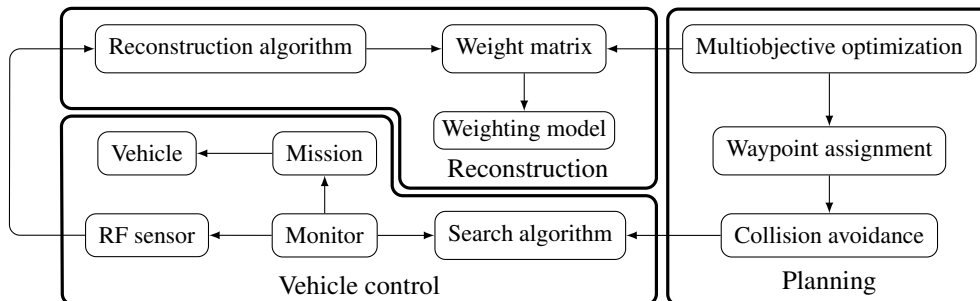 Reconstruction algorithm
Weight matrix
Multiobjective optimization
Weighting model
Reconstruction
Vehicle
Mission
Waypoint assignment
RF sensor
Monitor
Search algorithm
Collision avoidance
Vehicle control
Planning